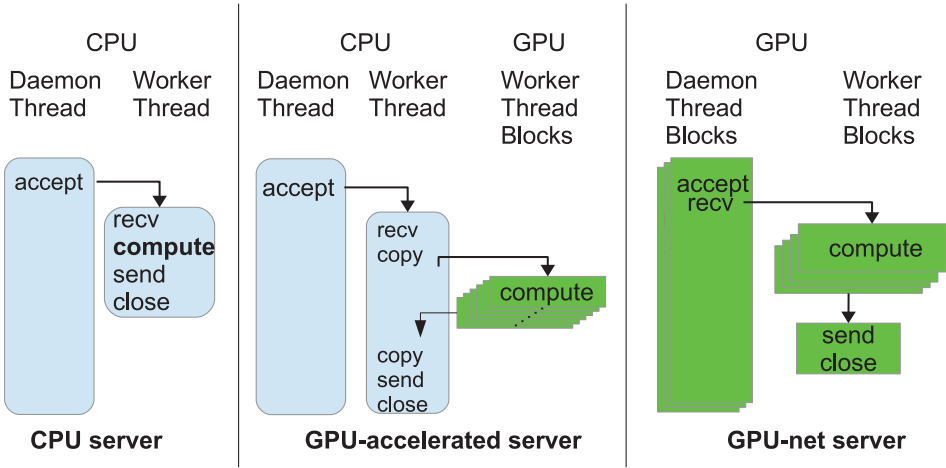 CPU
Daemon Thread
Worker Thread
accept
recv
compute
send
close
CPU server
CPU
GPU
Daemon Thread
Worker Thread
Worker Thread Blocks
accept
recv
copy
compute
copy
send
close
GPU-accelerated server
GPU
Daemon Thread Blocks
Worker Thread Blocks
accept
recv
compute
send
close
GPU-net server